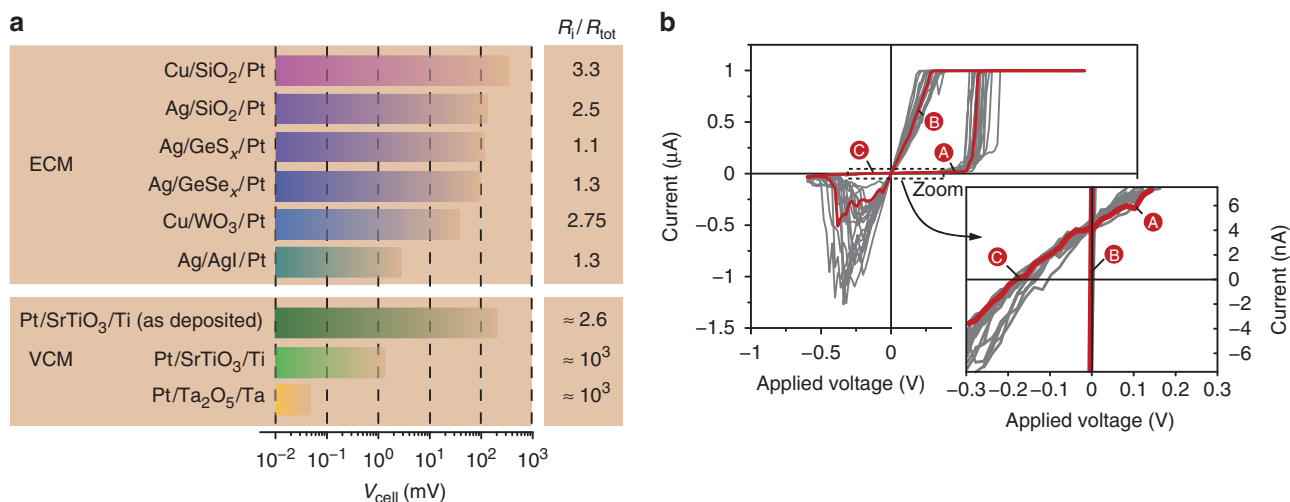 a
R_i / R_tot
ECM
Cu/SiO₂/Pt 3.3
Ag/SiO₂/Pt 2.5
Ag/GeSₓ/Pt 1.1
Ag/GeSeₓ/Pt 1.3
Cu/WO₃/Pt 2.75
Ag/AgI/Pt 1.3
VCM
Pt/SrTiO₃/Ti (as deposited) ≈ 2.6
Pt/SrTiO₃/Ti ≈ 10³
Pt/Ta₂O₅/Ta ≈ 10³
10⁻² 10⁻¹ 10⁰ 10¹ 10² 10³
V_cell (mV)
b
Current (μA)
1
0.5
0
−0.5
−1
−1.5
−1 −0.5 0
Applied voltage (V)
A
B
C
Zoom
A
B
C
6
4
2
0
−2
−4
−6
Current (nA)
−0.3 −0.2 −0.1 0 0.1 0.2 0.3
Applied voltage (V)